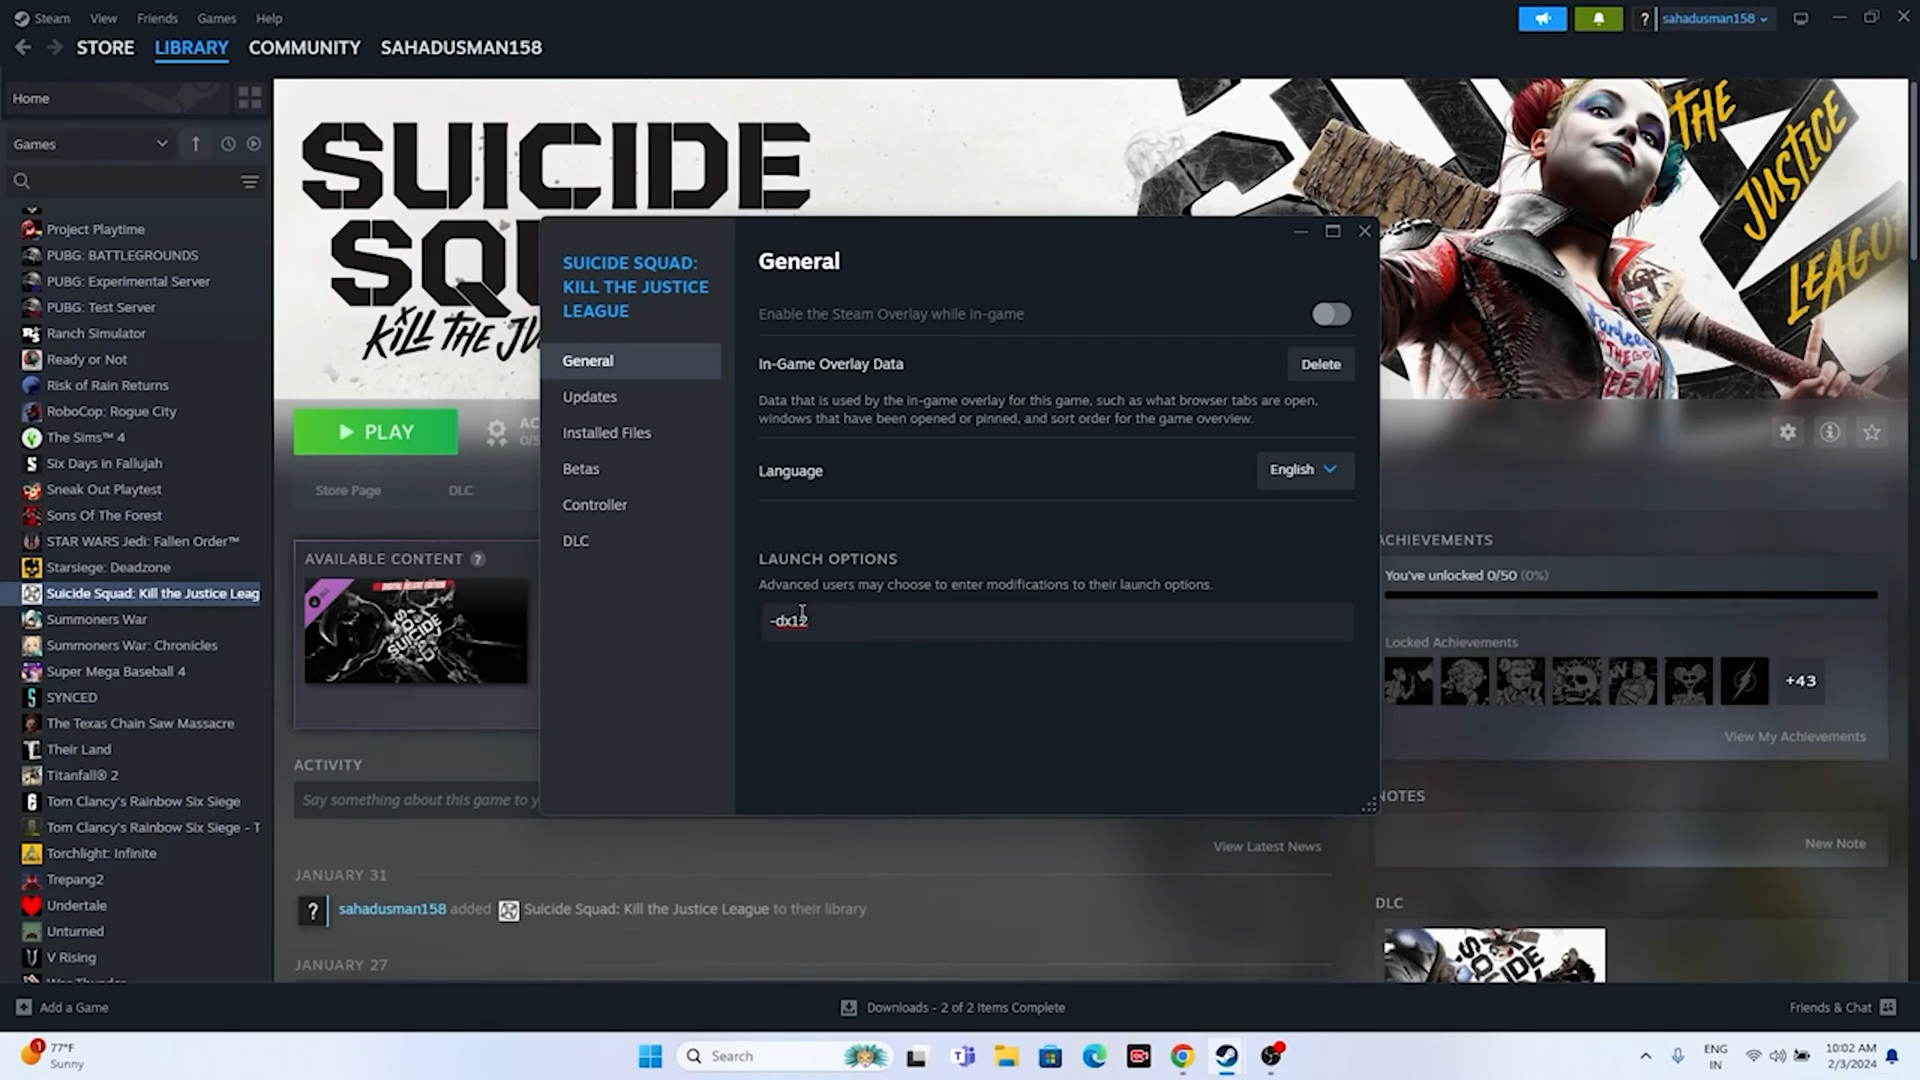 Steam View Friends Games Help
sahadusman158
STORE LIBRARY COMMUNITY SAHADUSMAN158
Home
Games
Project Playtime
PUBG: BATTLEGROUNDS
PUBG: Experimental Server
PUBG: Test Server
Ranch Simulator
Ready or Not
Risk of Rain Returns
RoboCop: Rogue City
The Sims™ 4
Six Days in Fallujah
Sneak Out Playtest
Sons Of The Forest
STAR WARS Jedi: Fallen Order™
Starsiege: Deadzone
Suicide Squad: Kill the Justice Leag
Summoners War
Summoners War: Chronicles
Super Mega Baseball 4
SYNCED
The Texas Chain Saw Massacre
Their Land
Titanfall® 2
Tom Clancy's Rainbow Six Siege
Tom Clancy's Rainbow Six Siege - T
Torchlight: Infinite
Trepang2
Undertale
Unturned
V Rising
SUICIDE
SQU
KILL THE JU
THE
JUSTICE
LEAGU
PLAY
AC
0/5
Store Page DLC
AVAILABLE CONTENT ?
DIGITAL DELUXE EDITION
SUICIDE
SQUAD
ACTIVITY
Say something about this game to y
View Latest News
JANUARY 31
sahadusman158 added Suicide Squad: Kill the Justice League to their library
JANUARY 27
SUICIDE SQUAD:
KILL THE JUSTICE
LEAGUE
General
Updates
Installed Files
Betas
Controller
DLC
General
Enable the Steam Overlay while in-game
In-Game Overlay Data
Delete
Data that is used by the in-game overlay for this game, such as what browser tabs are open,
windows that have been opened or pinned, and sort order for the game overview.
Language
English
LAUNCH OPTIONS
Advanced users may choose to enter modifications to their launch options.
-dx12
ACHIEVEMENTS
You've unlocked 0/50 (0%)
Locked Achievements
+43
View My Achievements
NOTES
New Note
DLC
Add a Game
Downloads - 2 of 2 Items Complete
Friends & Chat
1
77°F
Sunny
Search
ENG
IN
10:02 AM
2/3/2024